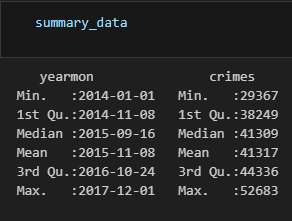 summary_data
yearmon crimes
Min. :2014-01-01 Min. :29367
1st Qu.:2014-11-08 1st Qu.:38249
Median :2015-09-16 Median :41309
Mean :2015-11-08 Mean :41317
3rd Qu.:2016-10-24 3rd Qu.:44336
Max. :2017-12-01 Max. :52683